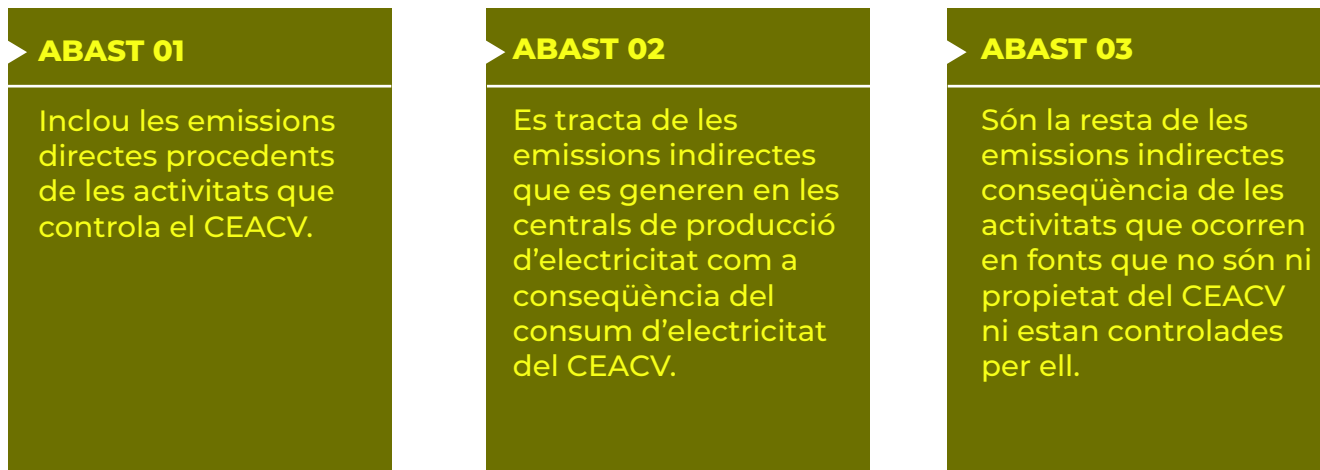 ABAST 01
Inclou les emissions
directes procedents
de les activitats que
controla el CEACV.
ABAST 02
Es tracta de les
emissions indirectes
que es generen en les
centrals de producció
d’electricitat com a
conseqüència del
consum d’electricitat
del CEACV.
ABAST 03
Són la resta de les
emissions indirectes
conseqüència de les
activitats que ocorren
en fonts que no són ni
propietat del CEACV
ni estan controlades
per ell.